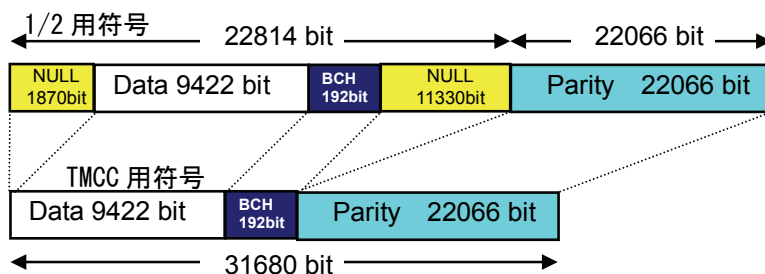 1/2 用符号
22814 bit
22066 bit
NULL
1870bit
Data 9422 bit
BCH
192bit
NULL
11330bit
Parity 22066 bit
TMCC 用符号
Data 9422 bit
BCH
192bit
Parity 22066 bit
31680 bit